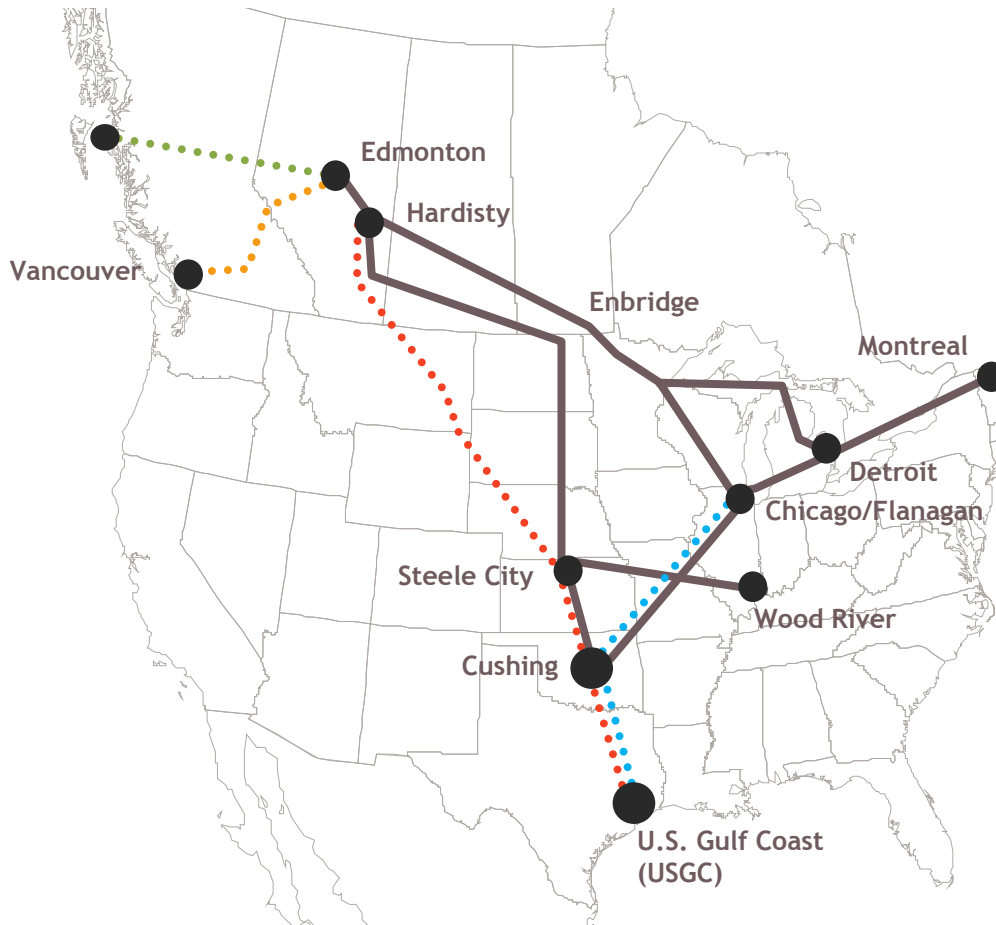 Edmonton
Hardisty
Vancouver
Enbridge
Montreal
Detroit
Chicago/Flanagan
Steele City
Wood River
Cushing
U.S. Gulf Coast
(USGC)